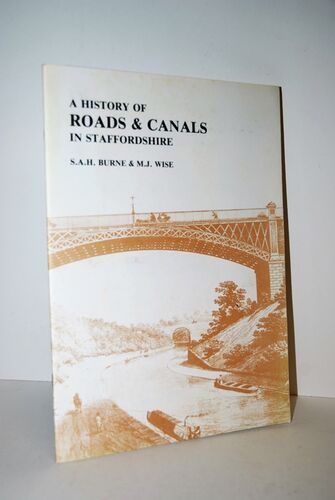 A HISTORY OF
ROADS & CANALS
IN STAFFORDSHIRE
S.A.H. BURNE & M.J. WISE